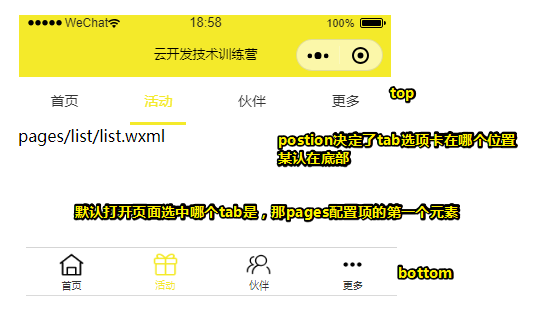 WeChat 18:58 100%
云开发技术训练营
首页 活动 伙伴 更多
top
pages/list/list.wxml
postion决定了tab选项卡在哪个位置
某认在底部
默认打开页面选中哪个tab是，那pages配置顶的第一个元素
首页 活动 伙伴 更多
bottom